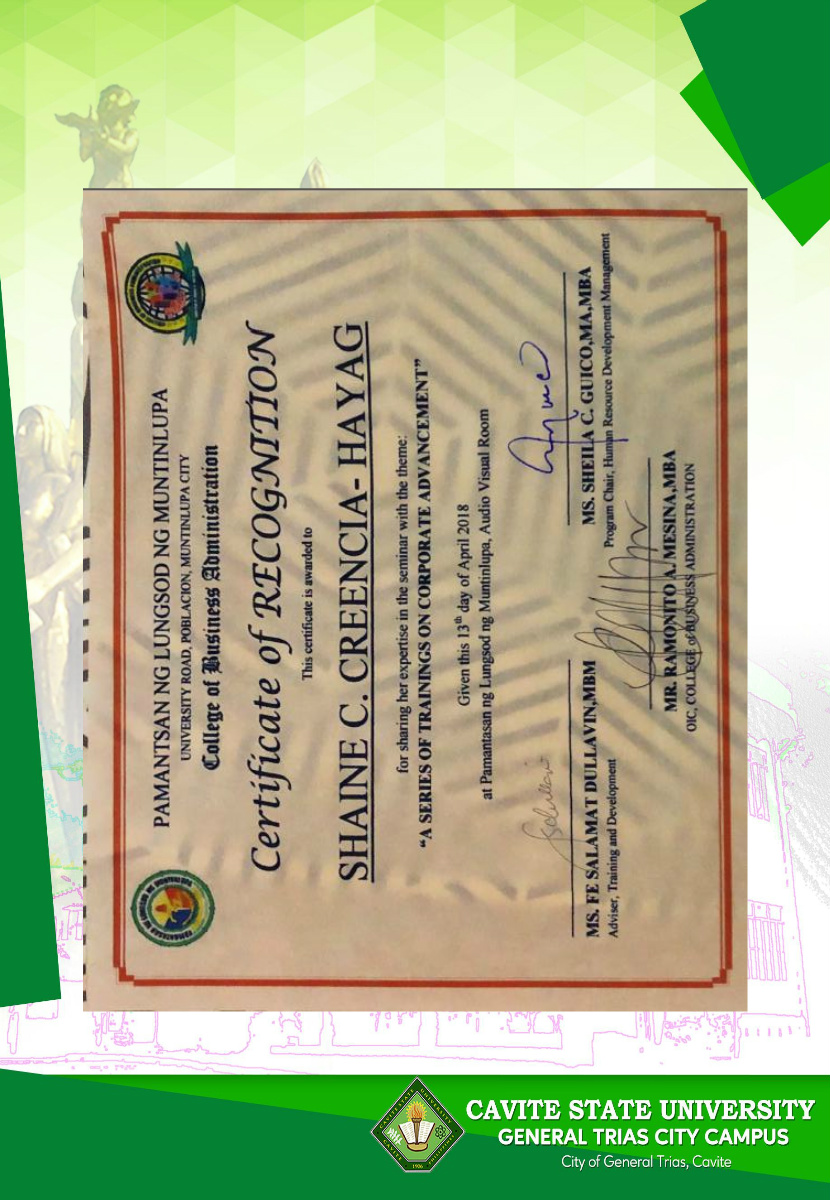 PAMANTSAN NG LUNGSOD NG MUNTINLUPA
UNIVERSITY ROAD, POBLACION, MUNTINLUPA CITY
College of Business Administration
Certificate of RECOGNITION
This certificate is awarded to
SHAINE C. CREENCIA- HAYAG
for sharing her expertise in the seminar with the theme:
“A SERIES OF TRAININGS ON CORPORATE ADVANCEMENT”
Given this 13th day of April 2018
at Pamantasan ng Lungsod ng Muntinlupa, Audio Visual Room
MS. FE SALAMAT DULLAVIN,MBM
Adviser, Training and Development
MS. SHEILA C. GUICO,MA,MBA
Program Chair, Human Resource Development Management
MR. RAMONITO A. MESINA,MBA
OIC, COLLEGE of BUSINESS ADMINISTRATION
CAVITE STATE UNIVERSITY
GENERAL TRIAS CITY CAMPUS
City of General Trias, Cavite
1906